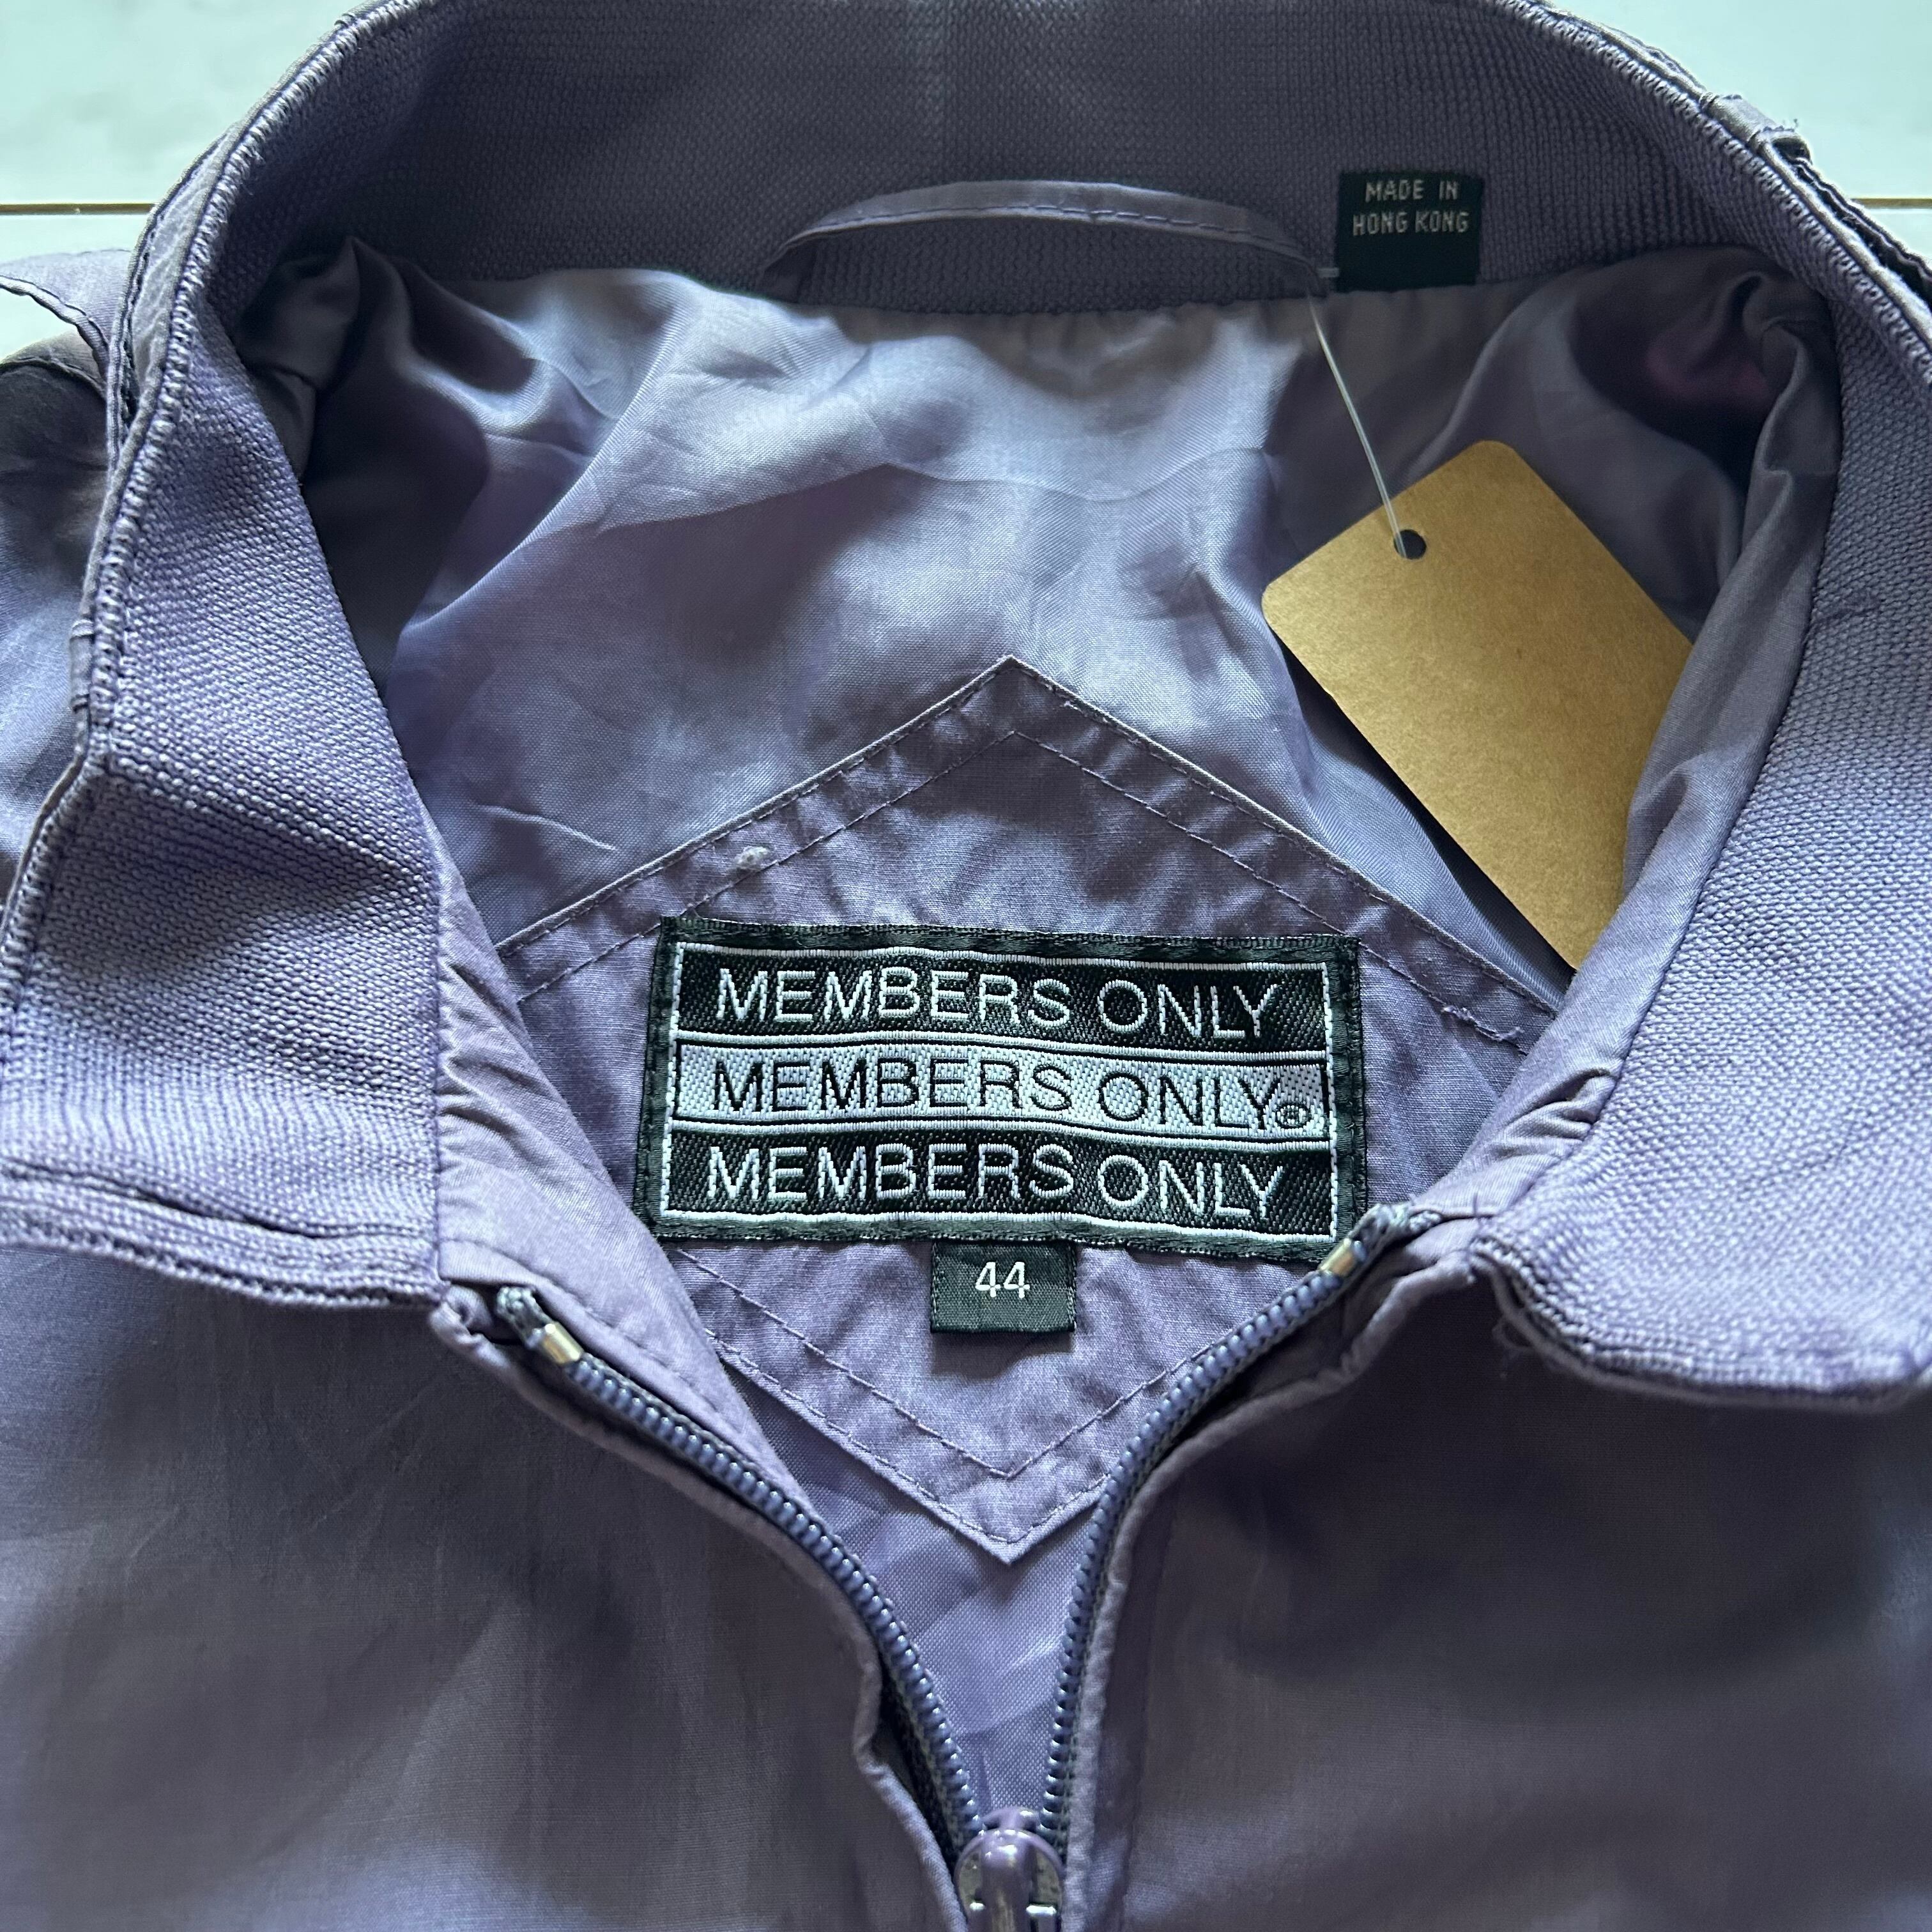 MADE IN
HONG KONG
MEMBERS ONLY
MEMBERS ONLY®
MEMBERS ONLY
44